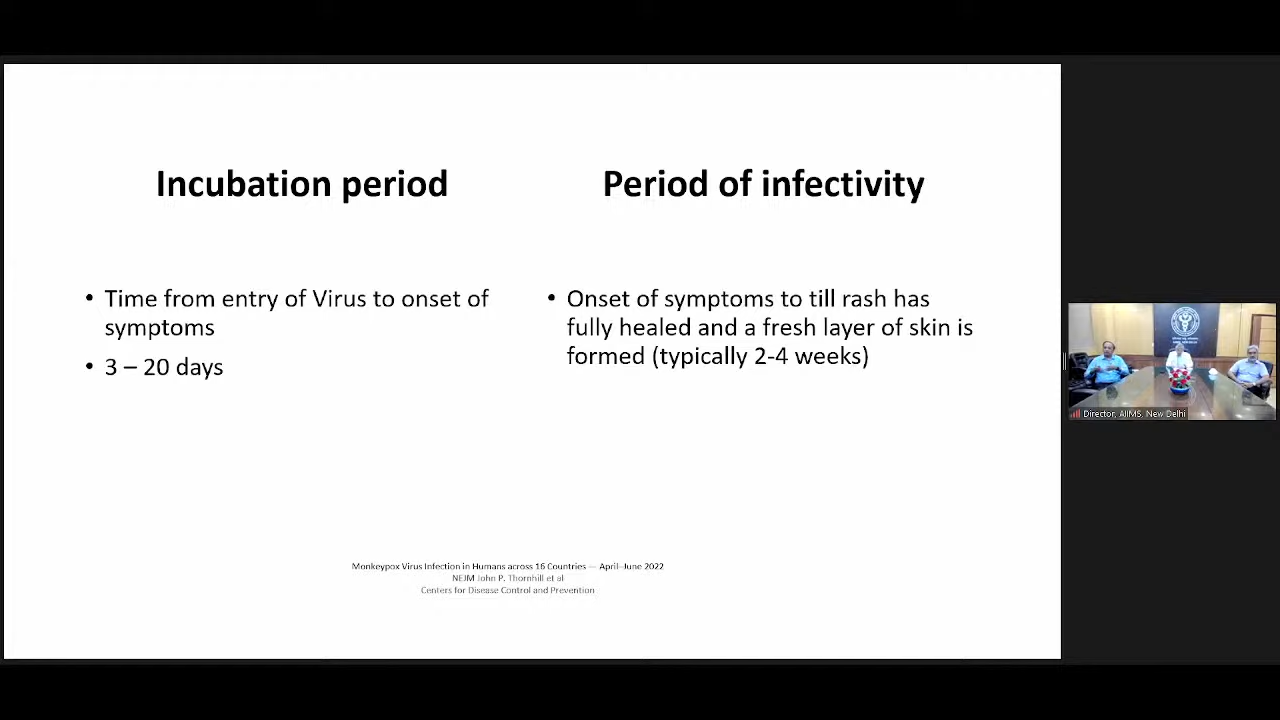 Incubation period
Period of infectivity
• Time from entry of Virus to onset of
symptoms
• 3 – 20 days
• Onset of symptoms to till rash has
fully healed and a fresh layer of skin is
formed (typically 2-4 weeks)
Monkeypox Virus Infection in Humans across 16 Countries — April–June 2022
NEJM John P. Thornhill et al
Centers for Disease Control and Prevention
Director, AIIMS, New Delhi